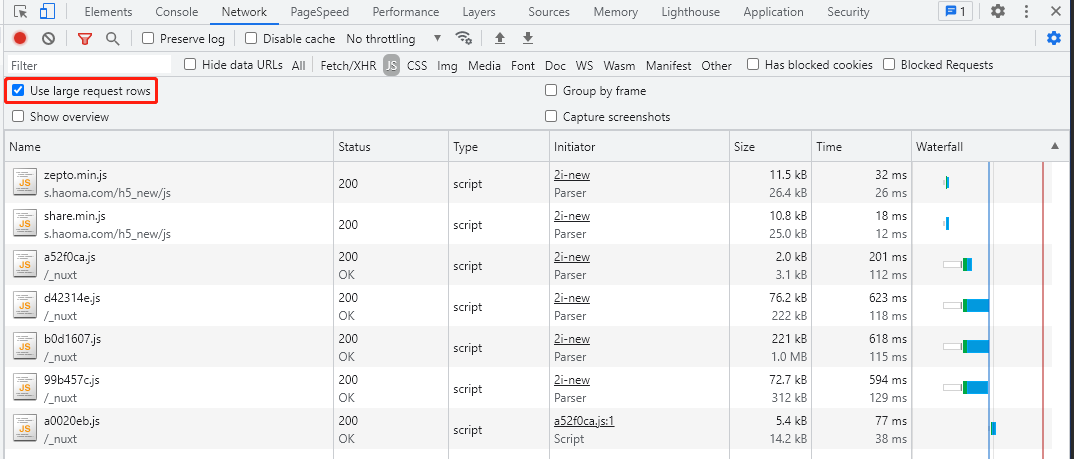 Elements Console Network PageSpeed Performance Layers Sources Memory Lighthouse Application Security 1
Preserve log Disable cache No throttling
Filter Hide data URLs All Fetch/XHR JS CSS Img Media Font Doc WS Wasm Manifest Other Has blocked cookies Blocked Requests
Use large request rows Group by frame
Show overview Capture screenshots
Name Status Type Initiator Size Time Waterfall
zepto.min.js 200 script 2i-new 11.5 kB 32 ms
s.haoma.com/h5_new/js Parser 26.4 kB 26 ms
share.min.js 200 script 2i-new 10.8 kB 18 ms
s.haoma.com/h5_new/js Parser 25.0 kB 12 ms
a52f0ca.js 200 script 2i-new 2.0 kB 201 ms
/_nuxt OK Parser 3.1 kB 112 ms
d42314e.js 200 script 2i-new 76.2 kB 623 ms
/_nuxt OK Parser 222 kB 118 ms
b0d1607.js 200 script 2i-new 221 kB 618 ms
/_nuxt OK Parser 1.0 MB 115 ms
99b457c.js 200 script 2i-new 72.7 kB 594 ms
/_nuxt OK Parser 312 kB 129 ms
a0020eb.js 200 script a52f0ca.js:1 5.4 kB 77 ms
/_nuxt OK Script 14.2 kB 38 ms